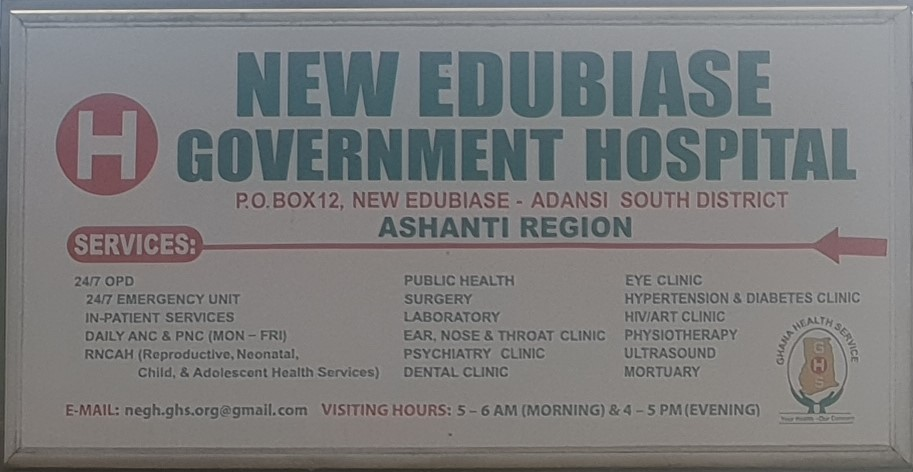 NEW EDUBIASE
H
GOVERNMENT HOSPITAL
P.O.BOX12, NEW EDUBIASE - ADANSI SOUTH DISTRICT
ASHANTI REGION
SERVICES:
24/7 OPD
24/7 EMERGENCY UNIT
IN-PATIENT SERVICES
DAILY ANC & PNC (MON – FRI)
RNCAH (Reproductive, Neonatal,
Child, & Adolescent Health Services)
PUBLIC HEALTH
SURGERY
LABORATORY
EAR, NOSE & THROAT CLINIC
PSYCHIATRY CLINIC
DENTAL CLINIC
EYE CLINIC
HYPERTENSION & DIABETES CLINIC
HIV/ART CLINIC
PHYSIOTHERAPY
ULTRASOUND
MORTUARY
GHANA HEALTH SERVICE
G
H
S
Your Health - Our Concern
E-MAIL: negh.ghs.org@gmail.com VISITING HOURS: 5 – 6 AM (MORNING) & 4 – 5 PM (EVENING)